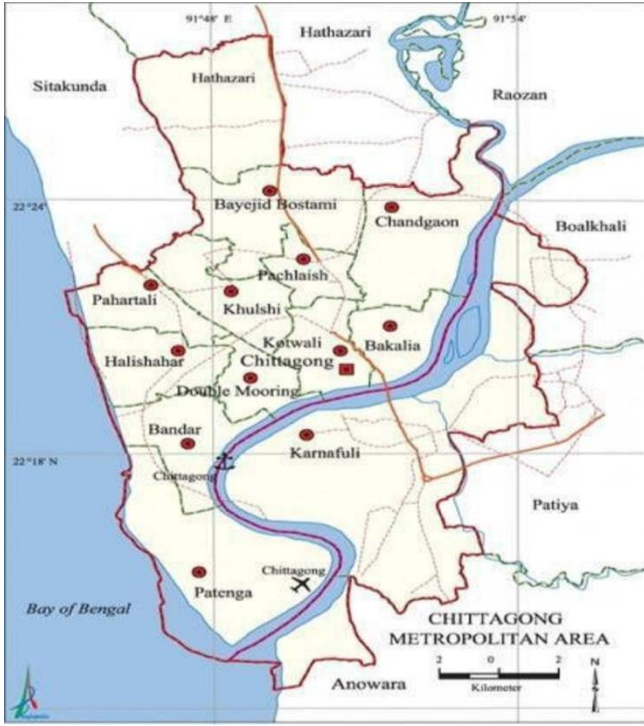 91°48' E
91°54'
Hathazari
Sitakunda
Hathazari
Raozan
22°24'
Bayejid Bostami
Chandgaon
Boalkhali
Pachlaish
Pahartali
Khulshi
Kotwali
Bakalia
Halishahar
Chittagong
Double Mooring
Bandar
Karnafuli
22°18' N
Chittagong
Patiya
Chittagong
Patenga
Bay of Bengal
CHITTAGONG
METROPOLITAN AREA
2 0 2
Kilometer
N
Anowara